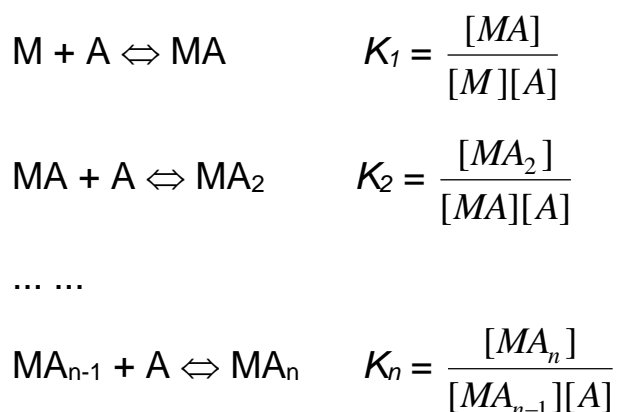 M + A ⇔ MA K₁ = [MA] / [M][A]
MA + A ⇔ MA₂ K₂ = [MA₂] / [MA][A]
... ...
MAₙ₋₁ + A ⇔ MAₙ Kₙ = [MAₙ] / [MAₙ₋₁][A]